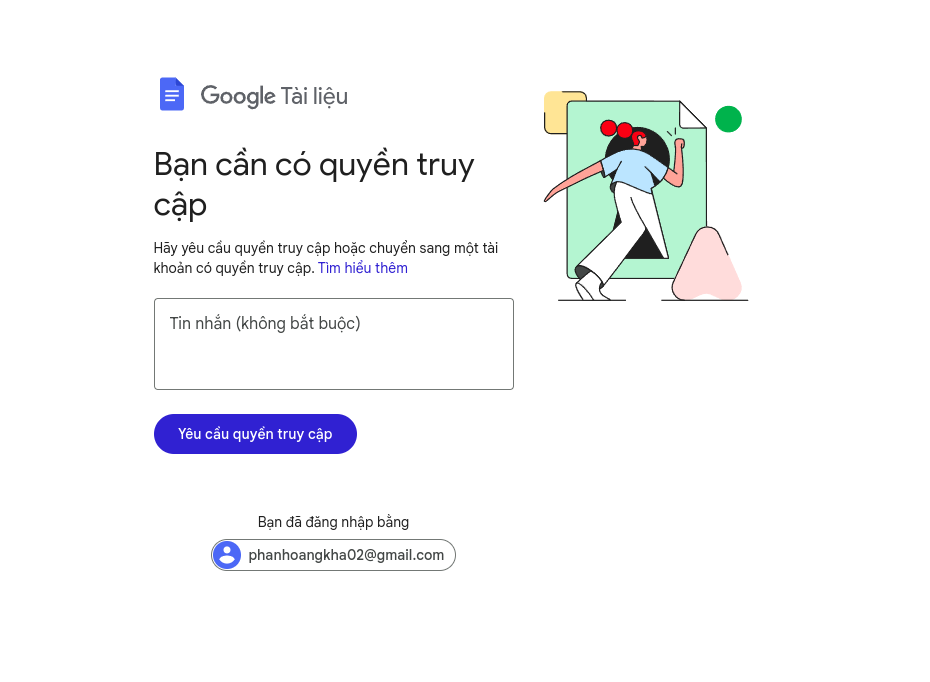 Google Tài liệu
Bạn cần có quyền truy
cập
Hãy yêu cầu quyền truy cập hoặc chuyển sang một tài
khoản có quyền truy cập. Tìm hiểu thêm
Tin nhắn (không bắt buộc)
Yêu cầu quyền truy cập
Bạn đã đăng nhập bằng
phanhoangkha02@gmail.com